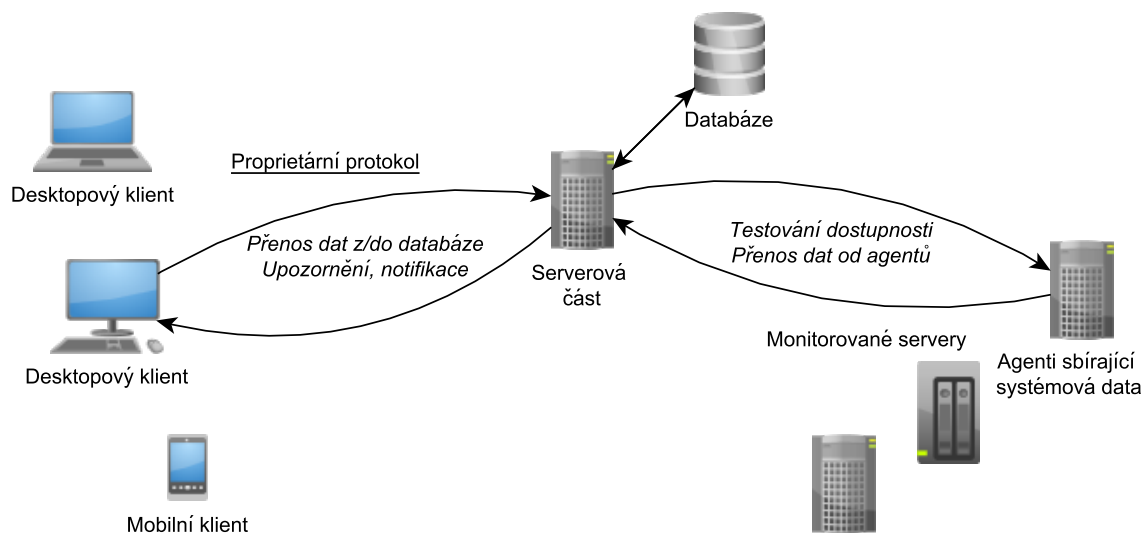 Databáze
Proprietární protokol
Desktopový klient
Přenos dat z/do databáze
Upozornění, notifikace
Serverová
část
Testování dostupnosti
Přenos dat od agentů
Desktopový klient
Monitorované servery
Agenti sbírající
systémová data
Mobilní klient